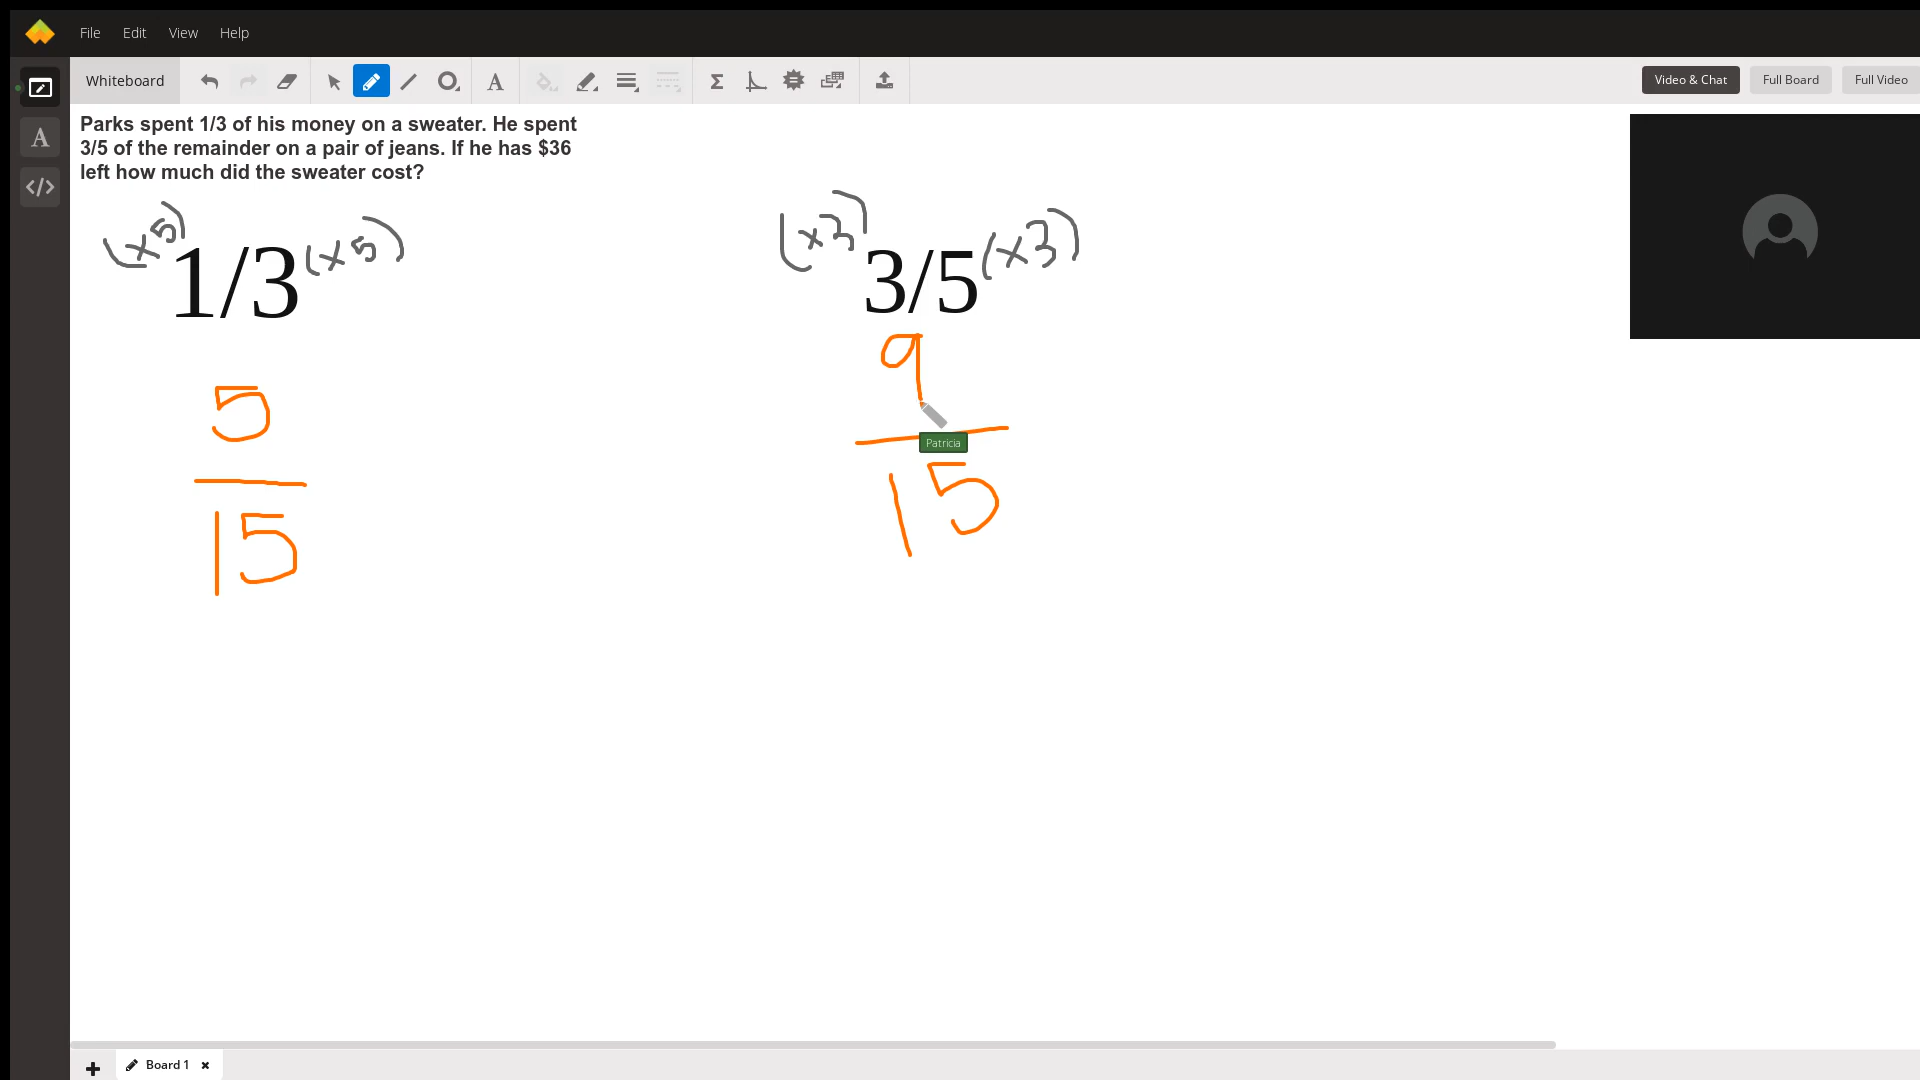 File Edit View Help
Whiteboard
A
Σ
Video & Chat Full Board Full Video
A
</>
Parks spent 1/3 of his money on a sweater. He spent
3/5 of the remainder on a pair of jeans. If he has $36
left how much did the sweater cost?
(x5) 1/3 (x5)
(x3) 3/5 (x3)
5
15
9
15
Patricia
Board 1